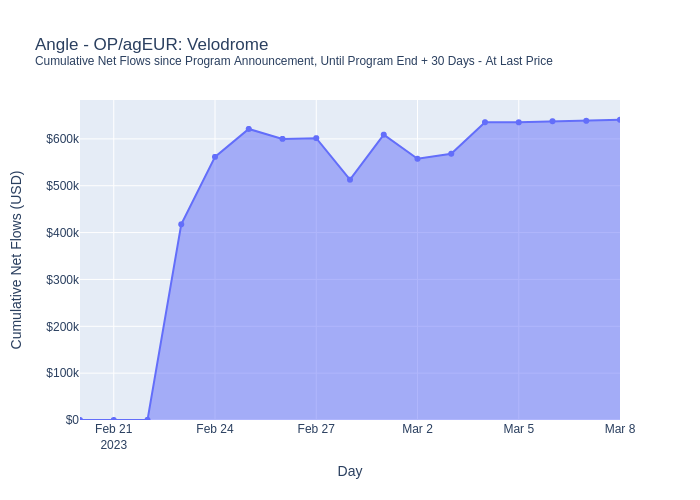 Angle - OP/agEUR: Velodrome
Cumulative Net Flows since Program Announcement, Until Program End + 30 Days - At Last Price
Cumulative Net Flows (USD)
$600k
$500k
$400k
$300k
$200k
$100k
$0
Feb 21
2023
Feb 24
Feb 27
Mar 2
Mar 5
Mar 8
Day